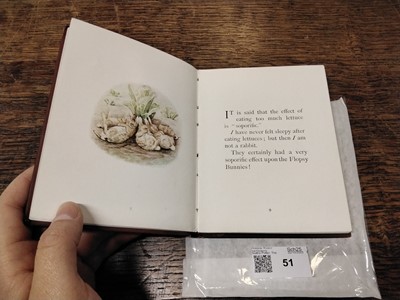 IT is said that the effect of
eating too much lettuce
is "soporific."
I have never felt sleepy after
eating lettuces; but then I am
not a rabbit.
They certainly had a very
soporific effect upon the Flopsy
Bunnies!
9
51